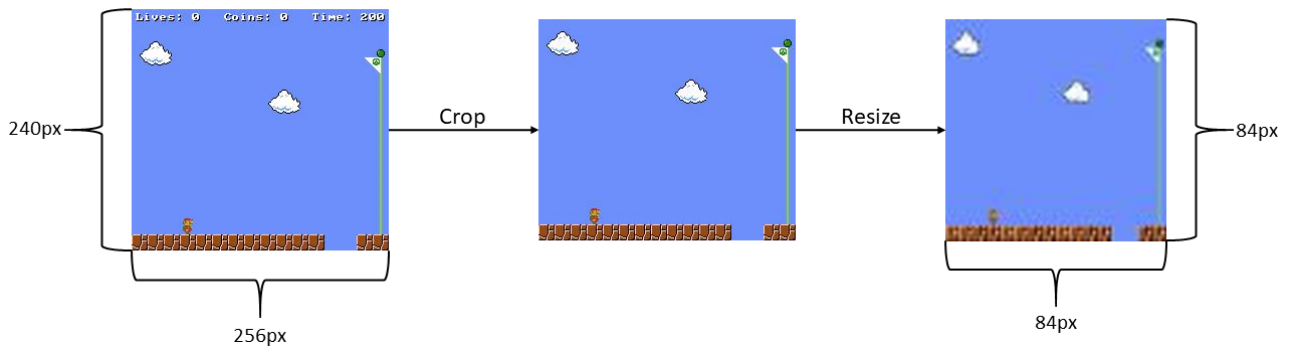 Lives: 0 Coins: 0 Time: 200
240px
256px
Crop
Resize
84px
84px